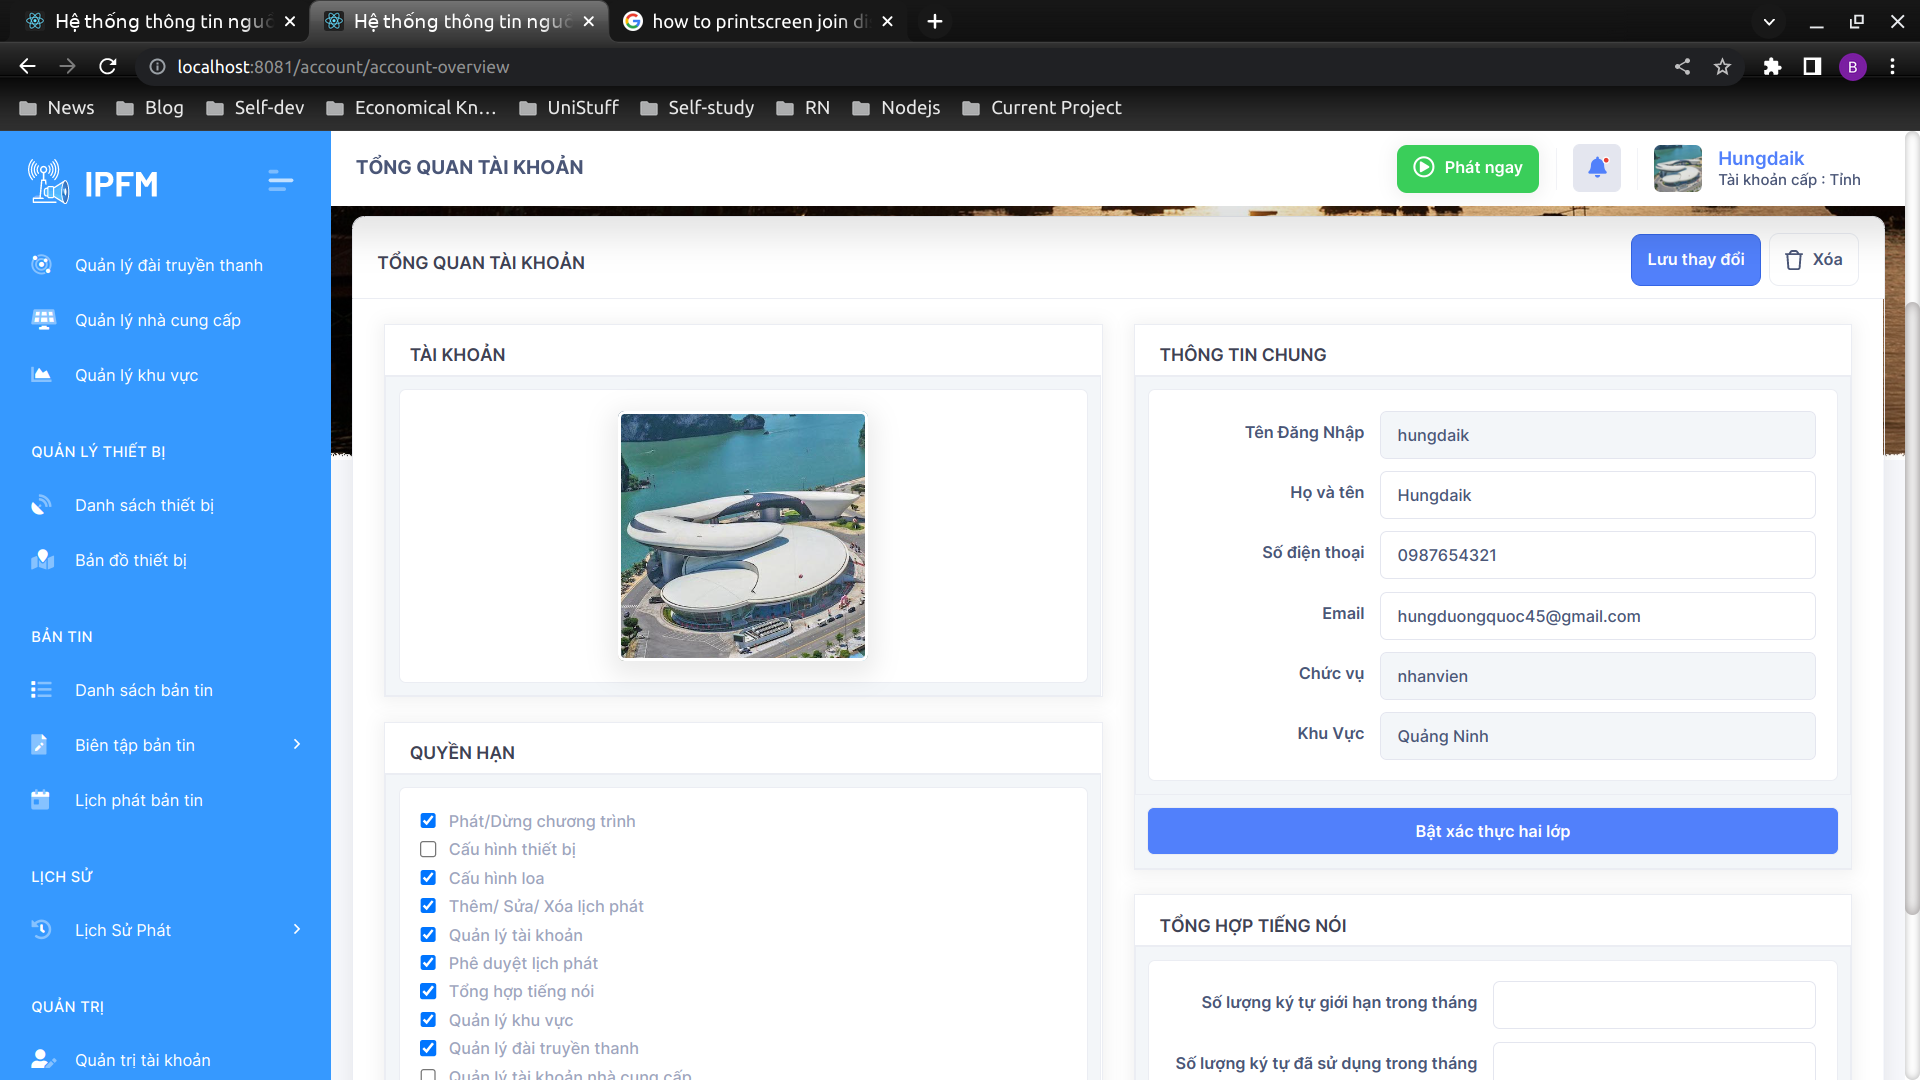 Hệ thống thông tin nguồ
Hệ thống thông tin nguồ
how to printscreen join di
localhost:8081/account/account-overview
B
News
Blog
Self-dev
Economical Kn...
UniStuff
Self-study
RN
Nodejs
Current Project
IPFM
TỔNG QUAN TÀI KHOẢN
Phát ngay
Hungdaik
Tài khoản cấp : Tỉnh
Quản lý đài truyền thanh
Quản lý nhà cung cấp
Quản lý khu vực
QUẢN LÝ THIẾT BỊ
Danh sách thiết bị
Bản đồ thiết bị
BẢN TIN
Danh sách bản tin
Biên tập bản tin
Lịch phát bản tin
LỊCH SỬ
Lịch Sử Phát
QUẢN TRỊ
Quản trị tài khoản
TỔNG QUAN TÀI KHOẢN
Lưu thay đổi
Xóa
TÀI KHOẢN
QUYỀN HẠN
Phát/Dừng chương trình
Cấu hình thiết bị
Cấu hình loa
Thêm/ Sửa/ Xóa lịch phát
Quản lý tài khoản
Phê duyệt lịch phát
Tổng hợp tiếng nói
Quản lý khu vực
Quản lý đài truyền thanh
Quản lý tài khoản nhà cung cấp
THÔNG TIN CHUNG
Tên Đăng Nhập
hungdaik
Họ và tên
Hungdaik
Số điện thoại
0987654321
Email
hungduongquoc45@gmail.com
Chức vụ
nhanvien
Khu Vực
Quảng Ninh
Bật xác thực hai lớp
TỔNG HỢP TIẾNG NÓI
Số lượng ký tự giới hạn trong tháng
Số lượng ký tự đã sử dụng trong tháng